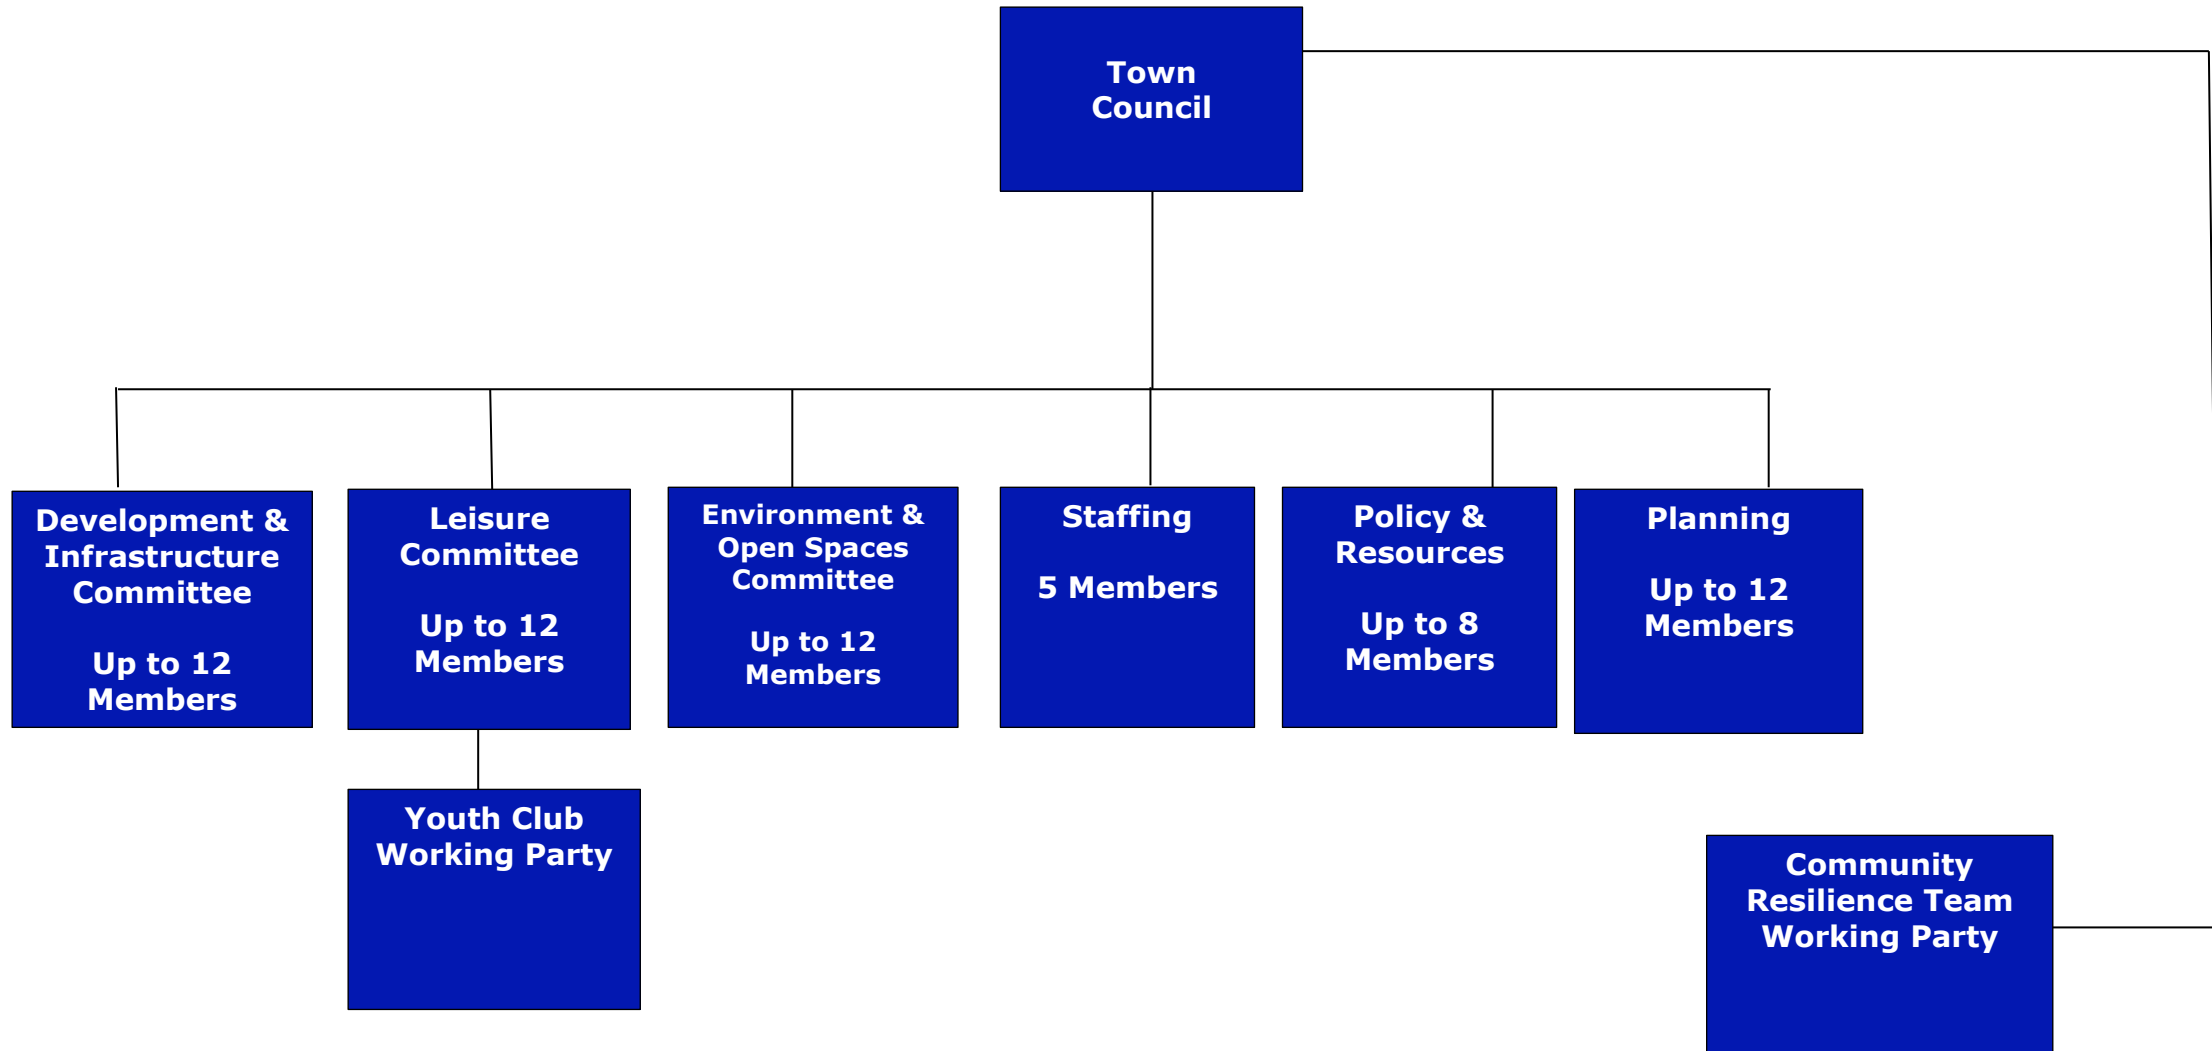 Town
Council
Development &
Infrastructure
Committee
Up to 12
Members
Leisure
Committee
Up to 12
Members
Environment &
Open Spaces
Committee
Up to 12
Members
Staffing
5 Members
Policy &
Resources
Up to 8
Members
Planning
Up to 12
Members
Youth Club
Working Party
Community
Resilience Team
Working Party